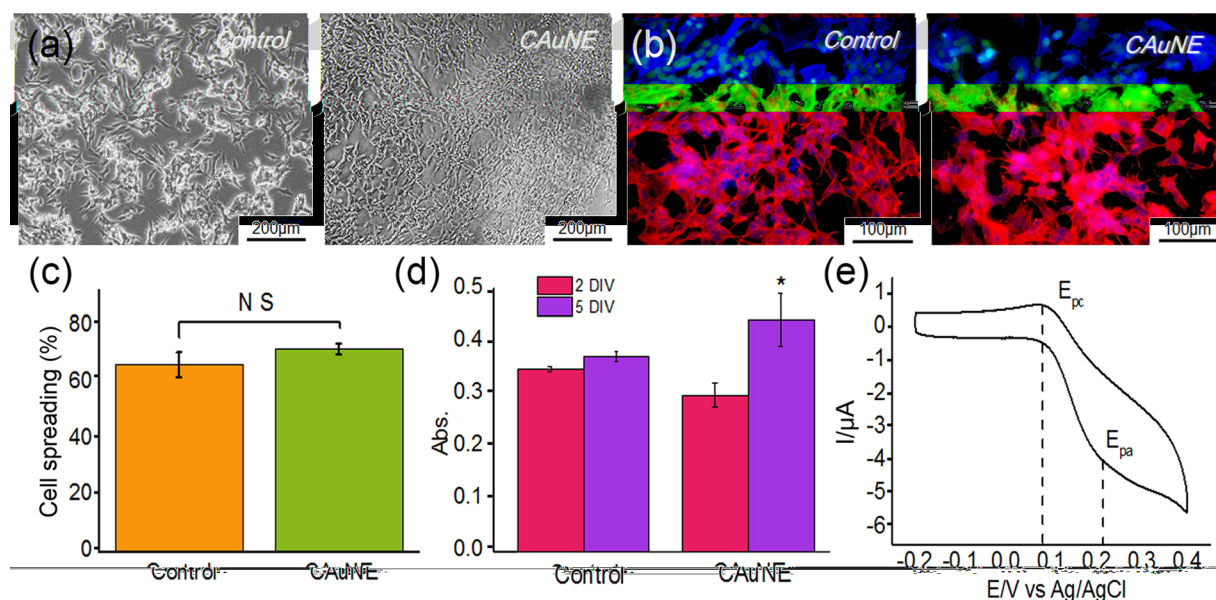 (a) Control CAuNE
200µm 200µm
(b) Control CAuNE
100µm 100µm
(c)
N S
Cell spreading (%)
80
60
40
20
0
Control CAuNE
(d)
2 DIV
5 DIV
*
Abs.
0.5
0.4
0.3
0.2
0.1
0.0
Control CAuNE
(e)
E pc
E pa
I/µA
1
0
-1
-2
-3
-4
-5
-6
-0.2 -0.1 0.0 0.1 0.2 0.3 0.4
E/V vs Ag/AgCl